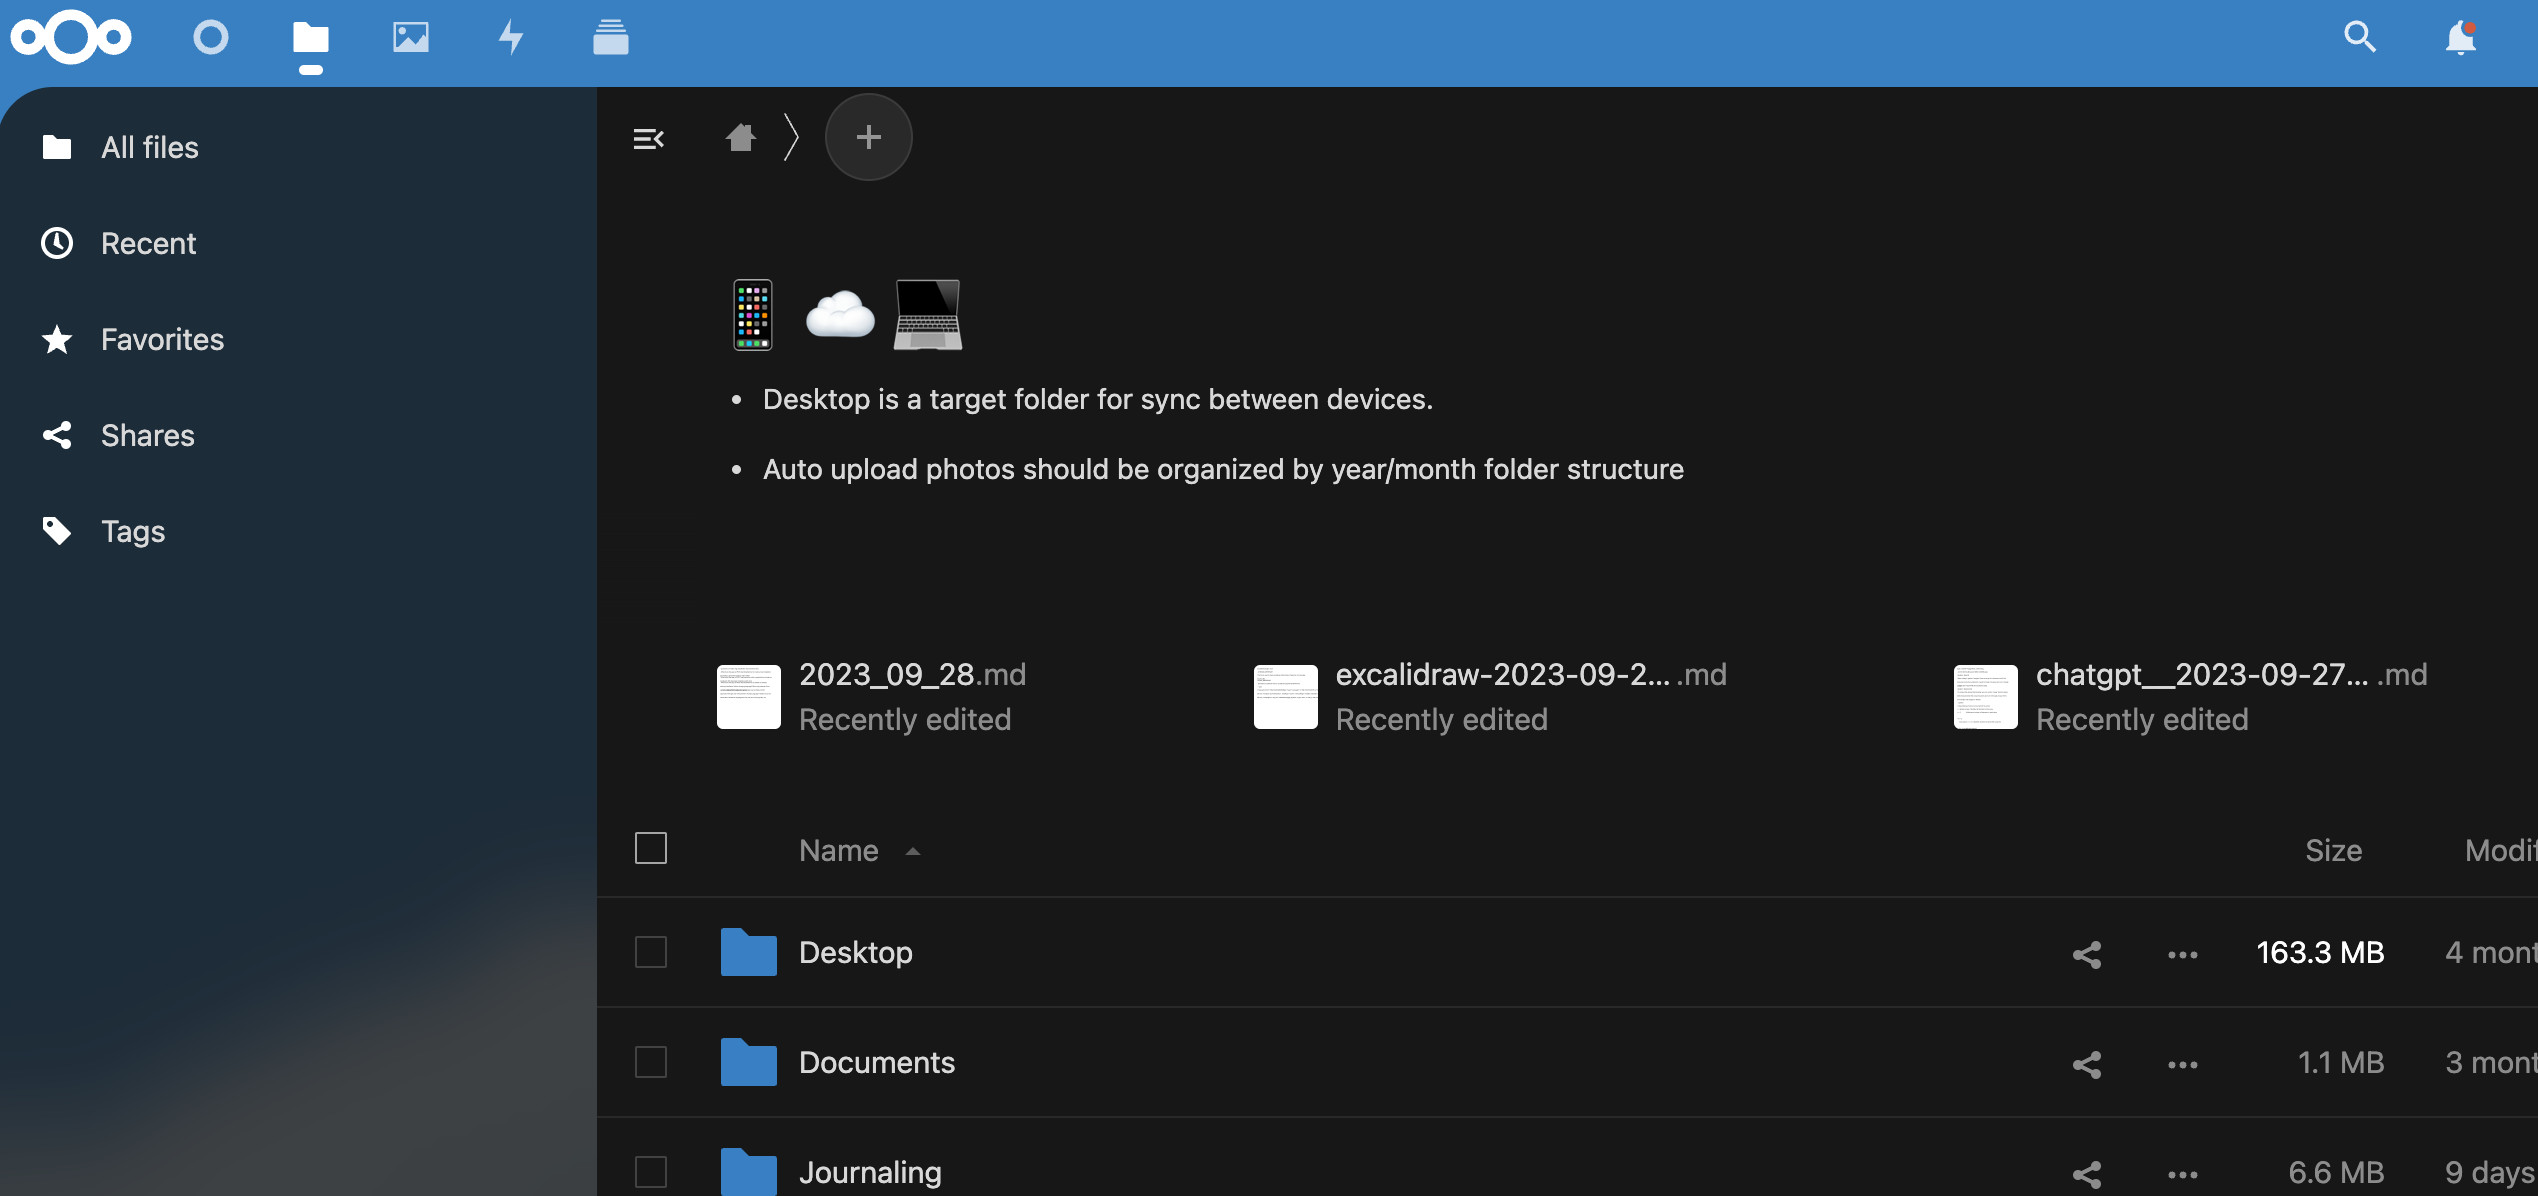 All files
Recent
Favorites
Shares
Tags
• Desktop is a target folder for sync between devices.
• Auto upload photos should be organized by year/month folder structure
2023_09_28.md
Recently edited
excalidraw-2023-09-2... .md
Recently edited
chatgpt__2023-09-27... .md
Recently edited
Name Size Modif
Desktop 163.3 MB 4 mont
Documents 1.1 MB 3 mont
Journaling 6.6 MB 9 days